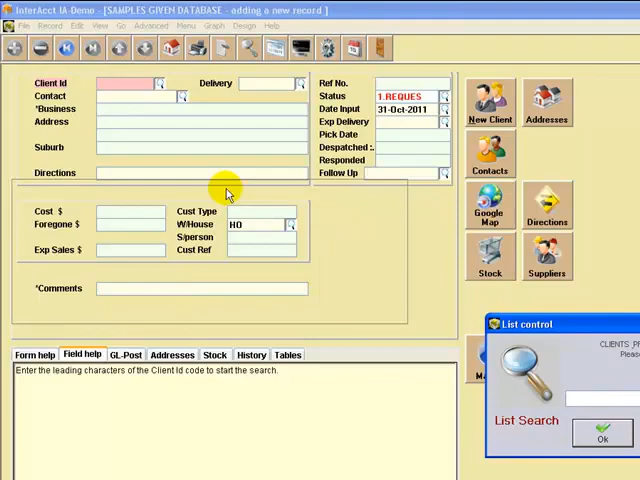 InterAcct IA-Demo - [SAMPLES GIVEN DATABASE - adding a new record ]
File Record Edit View Go Advanced Menu Graph Design Help
Client Id Delivery Ref No.
Contact Status 1.REQUES
*Business Date Input 31-Oct-2011
Address Exp Delivery
Pick Date
Suburb Despatched :.
Responded
Directions Follow Up
New Client Addresses
Contacts
Google Map Directions
Stock Suppliers
Cost $ Cust Type
Foregone $ W/House HO
S/person
Exp Sales $ Cust Ref
*Comments
Form help Field help GL-Post Addresses Stock History Tables
Enter the leading characters of the Client Id code to start the search.
List control
List Search
Ok